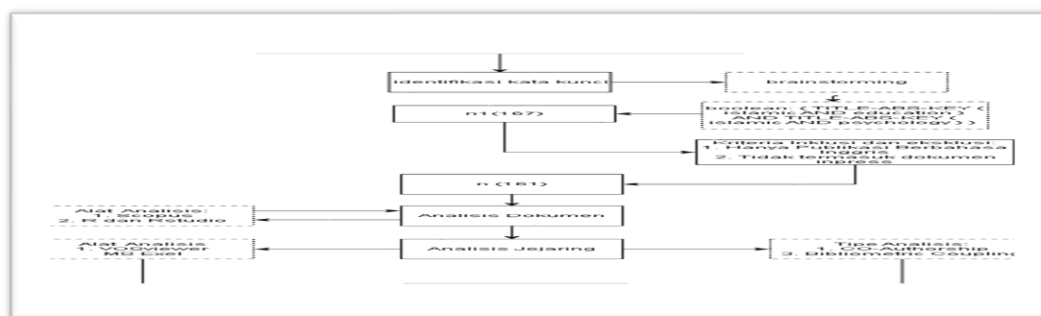 identifikasi kata kunci
brainstorming
n1(167)
boolean: (TITLE-ABS-KEY (
islamic AND education)
AND TITLE-ABS-KEY (
islamic AND psychology))
Kriteria Inklusi dan eksklusi:
1. Hanya Publikasi Berbahasa
Inggris
2. Tidak termasuk dokumen
inpress
n (161)
Alat Analisis:
1. Scopus
2. R dan Rstudio
Analisis Dokumen
Alat Analisis
1. VOSviewer
MS Exel
Analisis Jejaring
Tipe Analisis:
1. CO-Authorship
3. Bibliometric Coupling